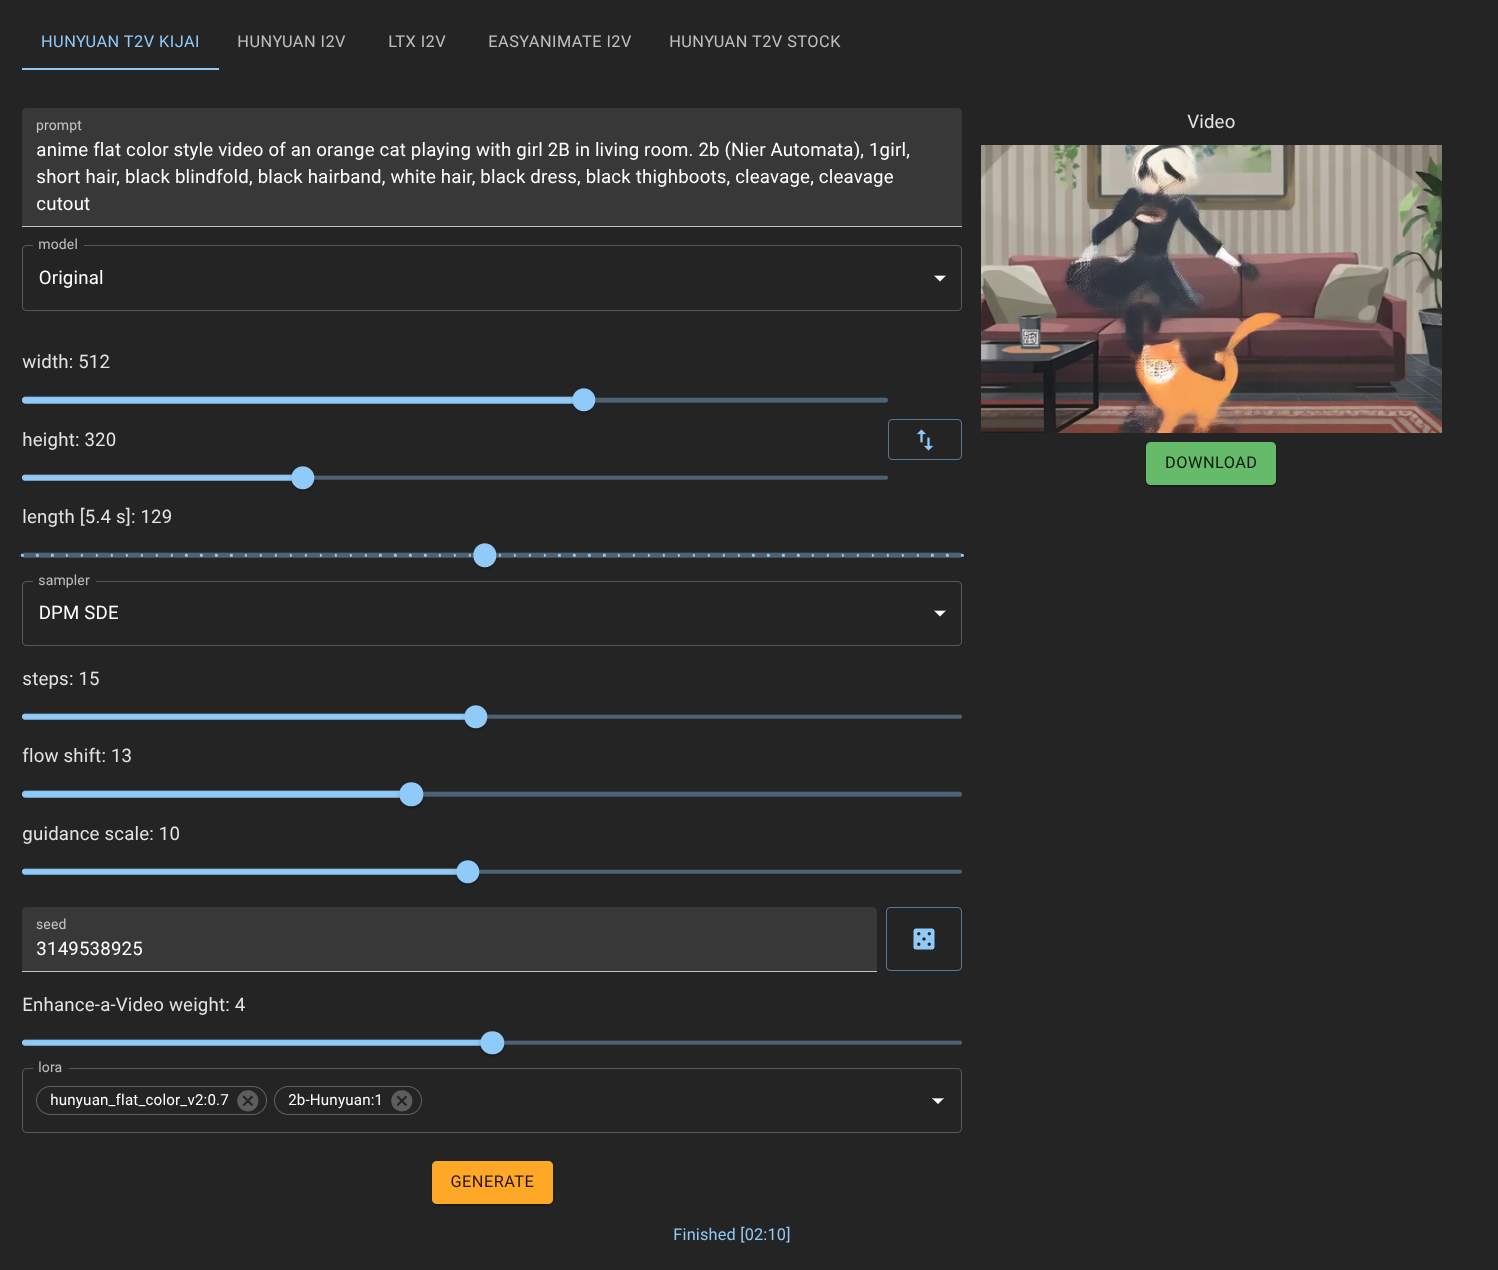 HUNYUAN T2V KIJAI HUNYUAN I2V LTX I2V EASYANIMATE I2V HUNYUAN T2V STOCK
prompt
anime flat color style video of an orange cat playing with girl 2B in living room. 2b (Nier Automata), 1girl,
short hair, black blindfold, black hairband, white hair, black dress, black thighboots, cleavage, cleavage
cutout
model
Original
width: 512
height: 320
length [5.4 s]: 129
sampler
DPM SDE
steps: 15
flow shift: 13
guidance scale: 10
seed
3149538925
Enhance-a-Video weight: 4
lora
hunyuan_flat_color_v2:0.7 2b-Hunyuan:1
GENERATE
Finished [02:10]
Video
DOWNLOAD